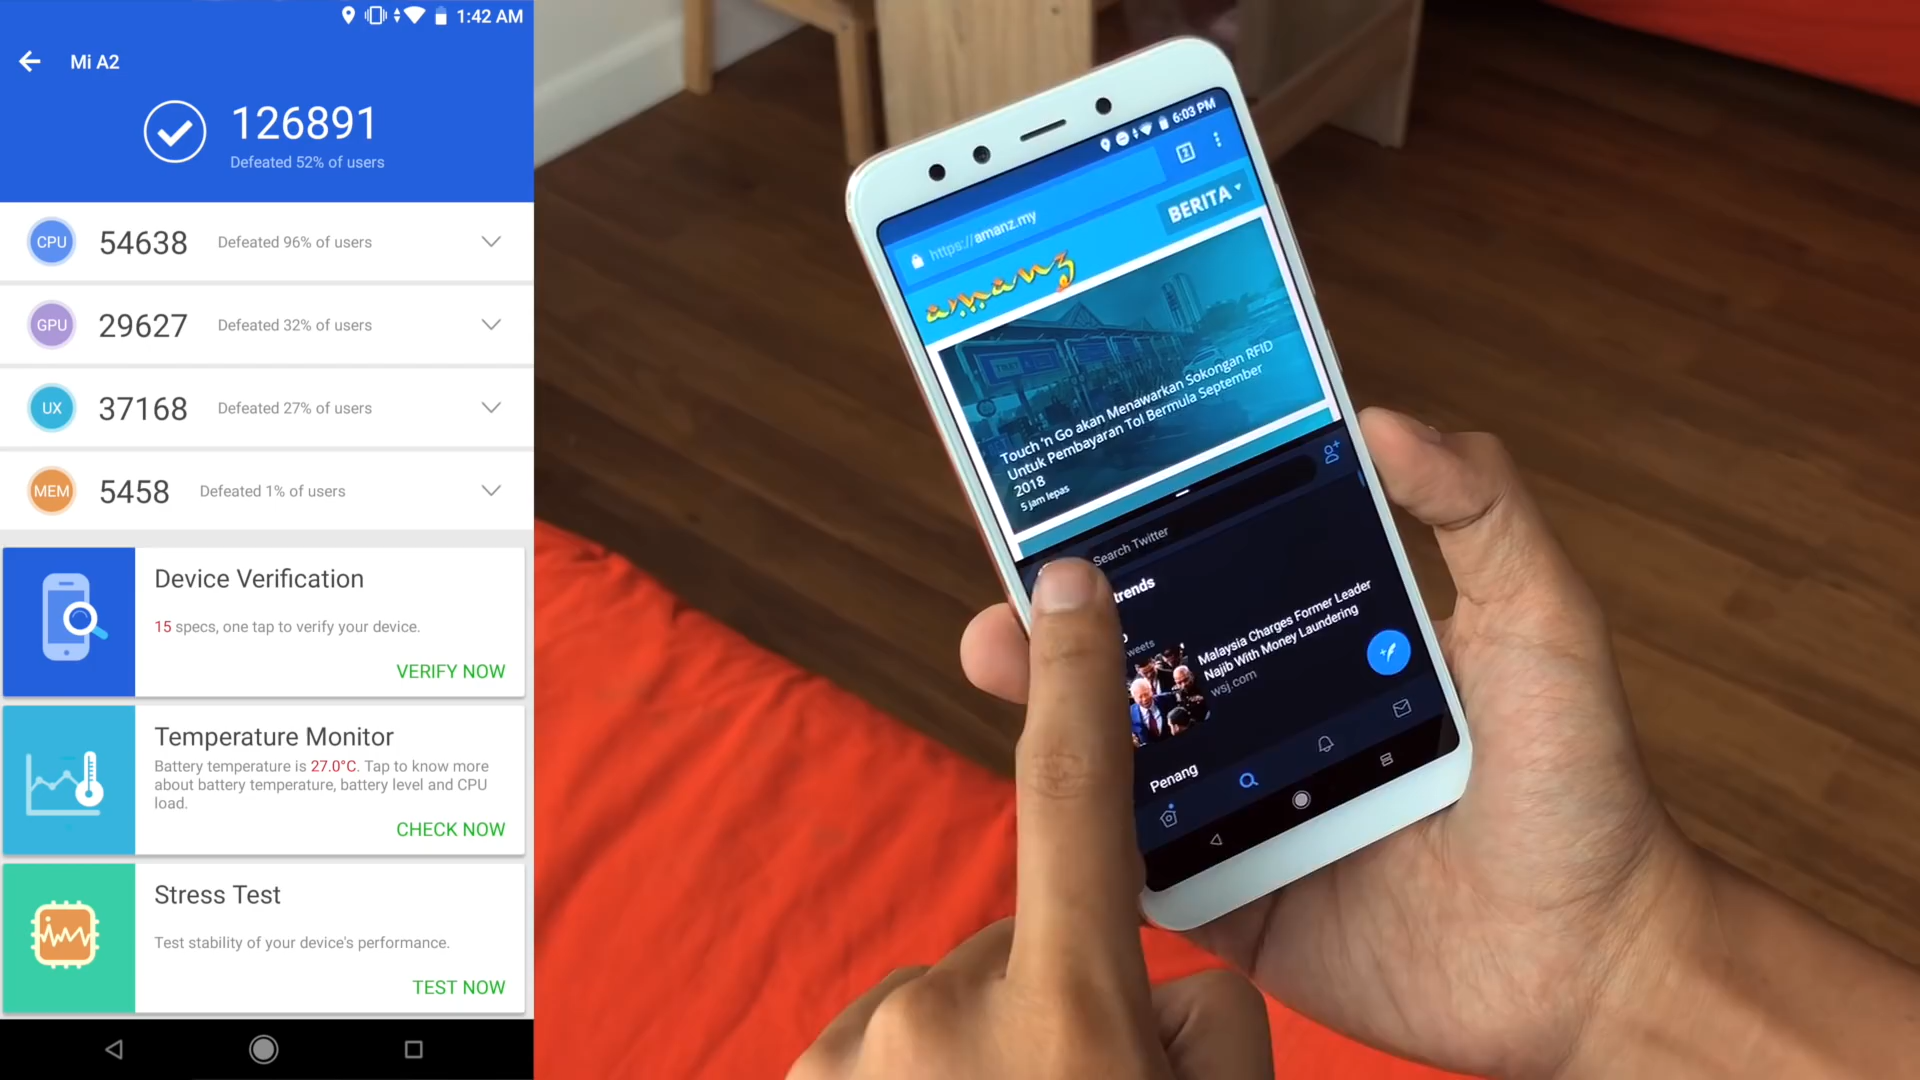 1:42 AM
Mi A2
126891
Defeated 52% of users
CPU 54638 Defeated 96% of users
GPU 29627 Defeated 32% of users
UX 37168 Defeated 27% of users
MEM 5458 Defeated 1% of users
Device Verification
15 specs, one tap to verify your device.
VERIFY NOW
Temperature Monitor
Battery temperature is 27.0°C. Tap to know more
about battery temperature, battery level and CPU
load.
CHECK NOW
Stress Test
Test stability of your device's performance.
TEST NOW
6:03 PM
2
https://amanz.my
BERITA
amanz
Touch 'n Go akan Menawarkan Sokongan RFID
Untuk Pembayaran Tol Bermula September
2018
5 jam lepas
Search Twitter
trends
Malaysia Charges Former Leader
Najib With Money Laundering
wsj.com
Penang